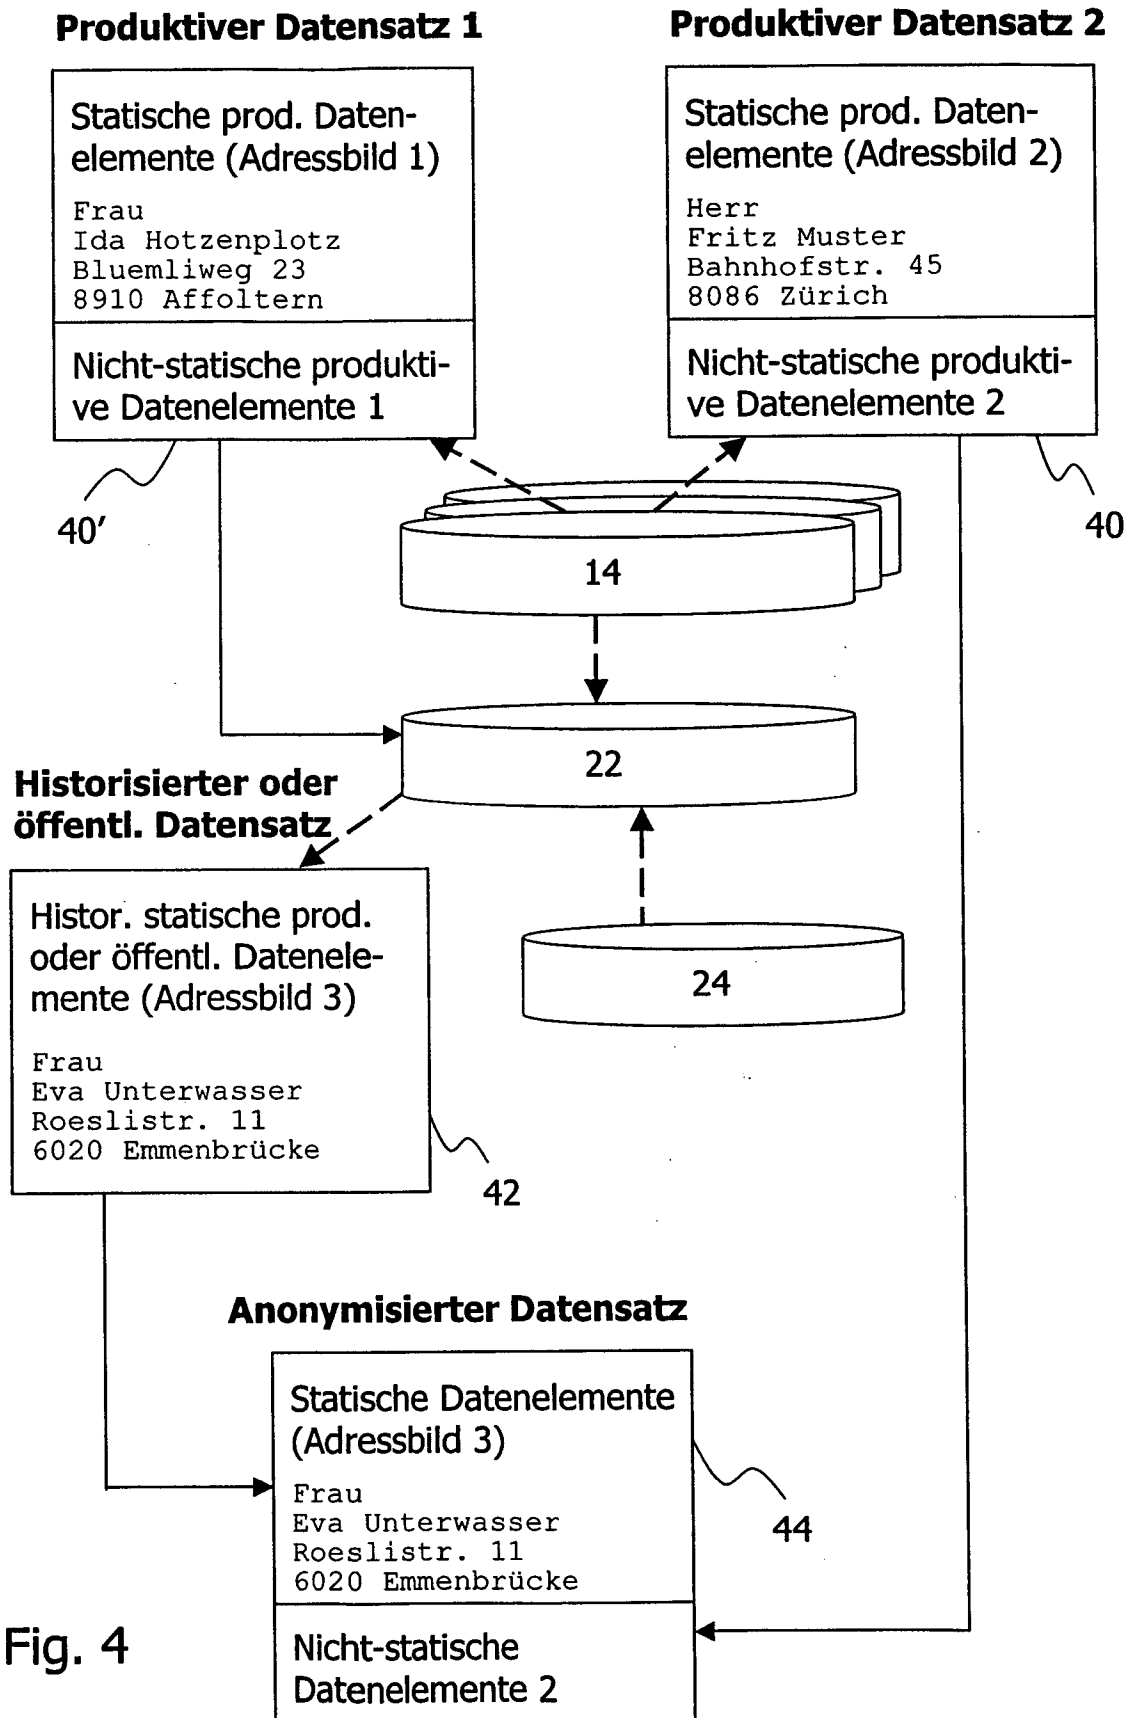 Produktiver Datensatz 1
Statische prod. Daten-
elemente (Adressbild 1)
Frau
Ida Hotzenplotz
Bluemliweg 23
8910 Affoltern
Nicht-statische produkti-
ve Datenelemente 1
40'
Produktiver Datensatz 2
Statische prod. Daten-
elemente (Adressbild 2)
Herr
Fritz Muster
Bahnhofstr. 45
8086 Zürich
Nicht-statische produkti-
ve Datenelemente 2
40
14
22
Historisierter oder
öffentl. Datensatz
Histor. statische prod.
oder öffentl. Datenele-
mente (Adressbild 3)
Frau
Eva Unterwasser
Roeslistr. 11
6020 Emmenbrücke
24
42
Anonymisierter Datensatz
Statische Datenelemente
(Adressbild 3)
Frau
Eva Unterwasser
Roeslistr. 11
6020 Emmenbrücke
44
Nicht-statische
Datenelemente 2
Fig. 4